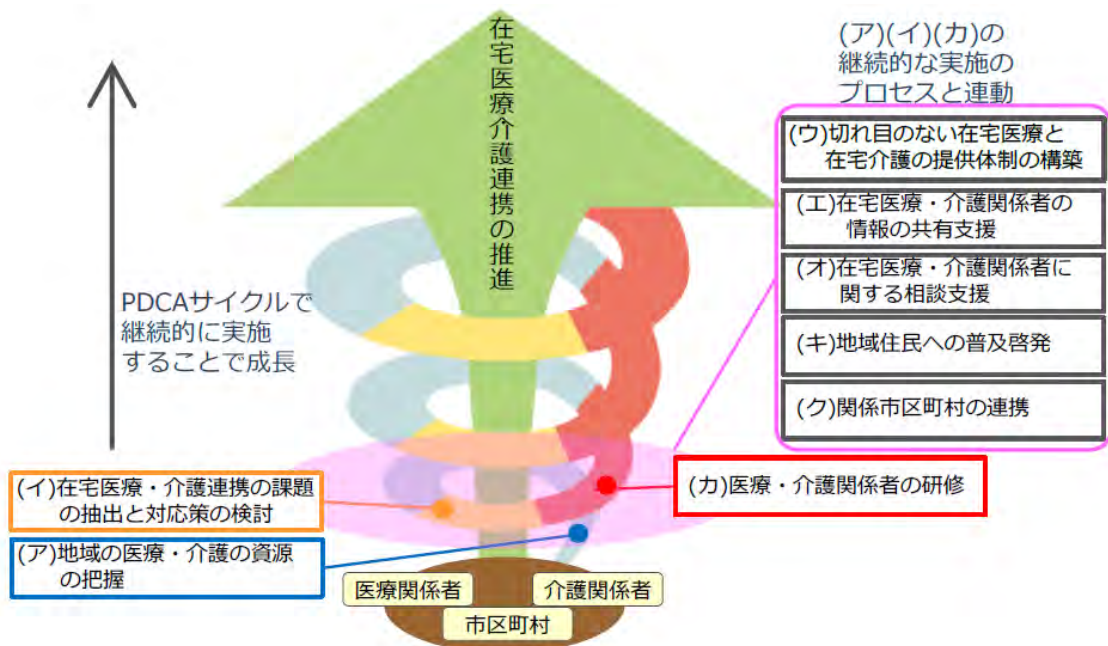 在宅医療介護連携の推進
(ア)(イ)(カ)の
継続的な実施の
プロセスと連動
(ウ)切れ目のない在宅医療と
在宅介護の提供体制の構築
(エ)在宅医療・介護関係者の
情報の共有支援
(オ)在宅医療・介護関係者に
関する相談支援
(キ)地域住民への普及啓発
(ク)関係市区町村の連携
PDCAサイクルで
継続的に実施
することで成長
(イ)在宅医療・介護連携の課題
の抽出と対応策の検討
(カ)医療・介護関係者の研修
(ア)地域の医療・介護の資源
の把握
医療関係者
介護関係者
市区町村